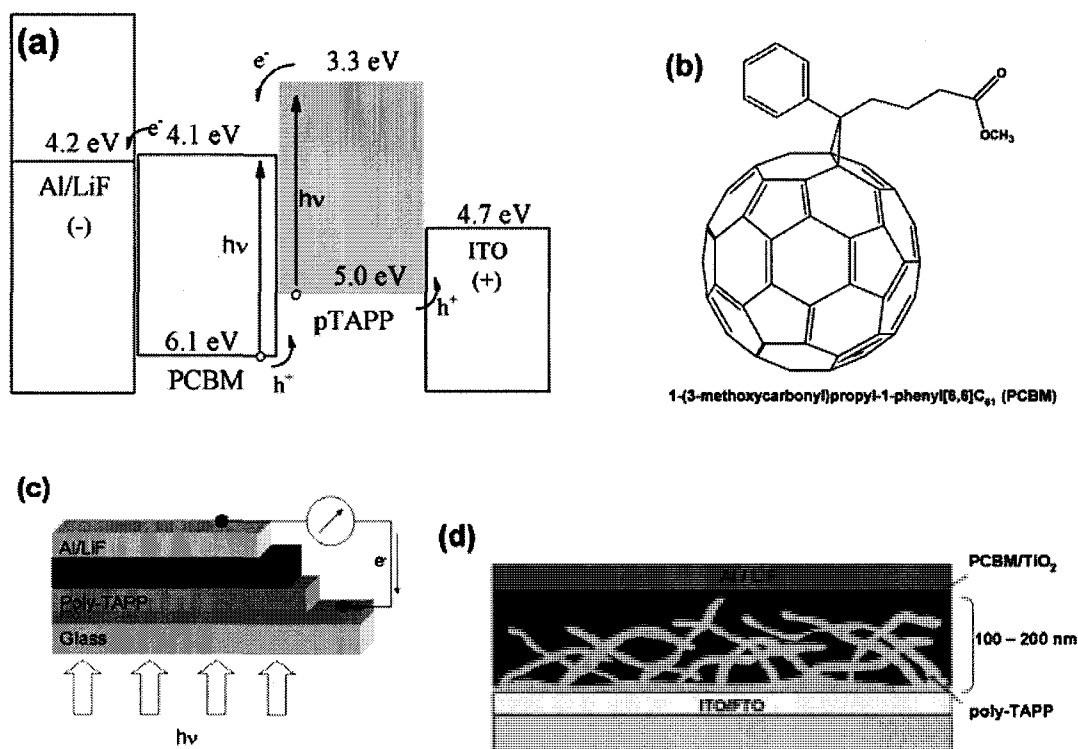 (a)
e-
3.3 eV
e-
4.2 eV
4.1 eV
Al/LiF
(-)
hν
hν
4.7 eV
ITO
(+)
5.0 eV
h+
pTAPP
6.1 eV
PCBM
h+
(b)
O
OCH3
1-(3-methoxycarbonyl)propyl-1-phenyl[6,6]C61 (PCBM)
(c)
Al/LiF
e-
Poly-TAPP
Glass
hν
(d)
PCBM/TiO2
Al / LiF
100 – 200 nm
ITO/FTO
poly-TAPP